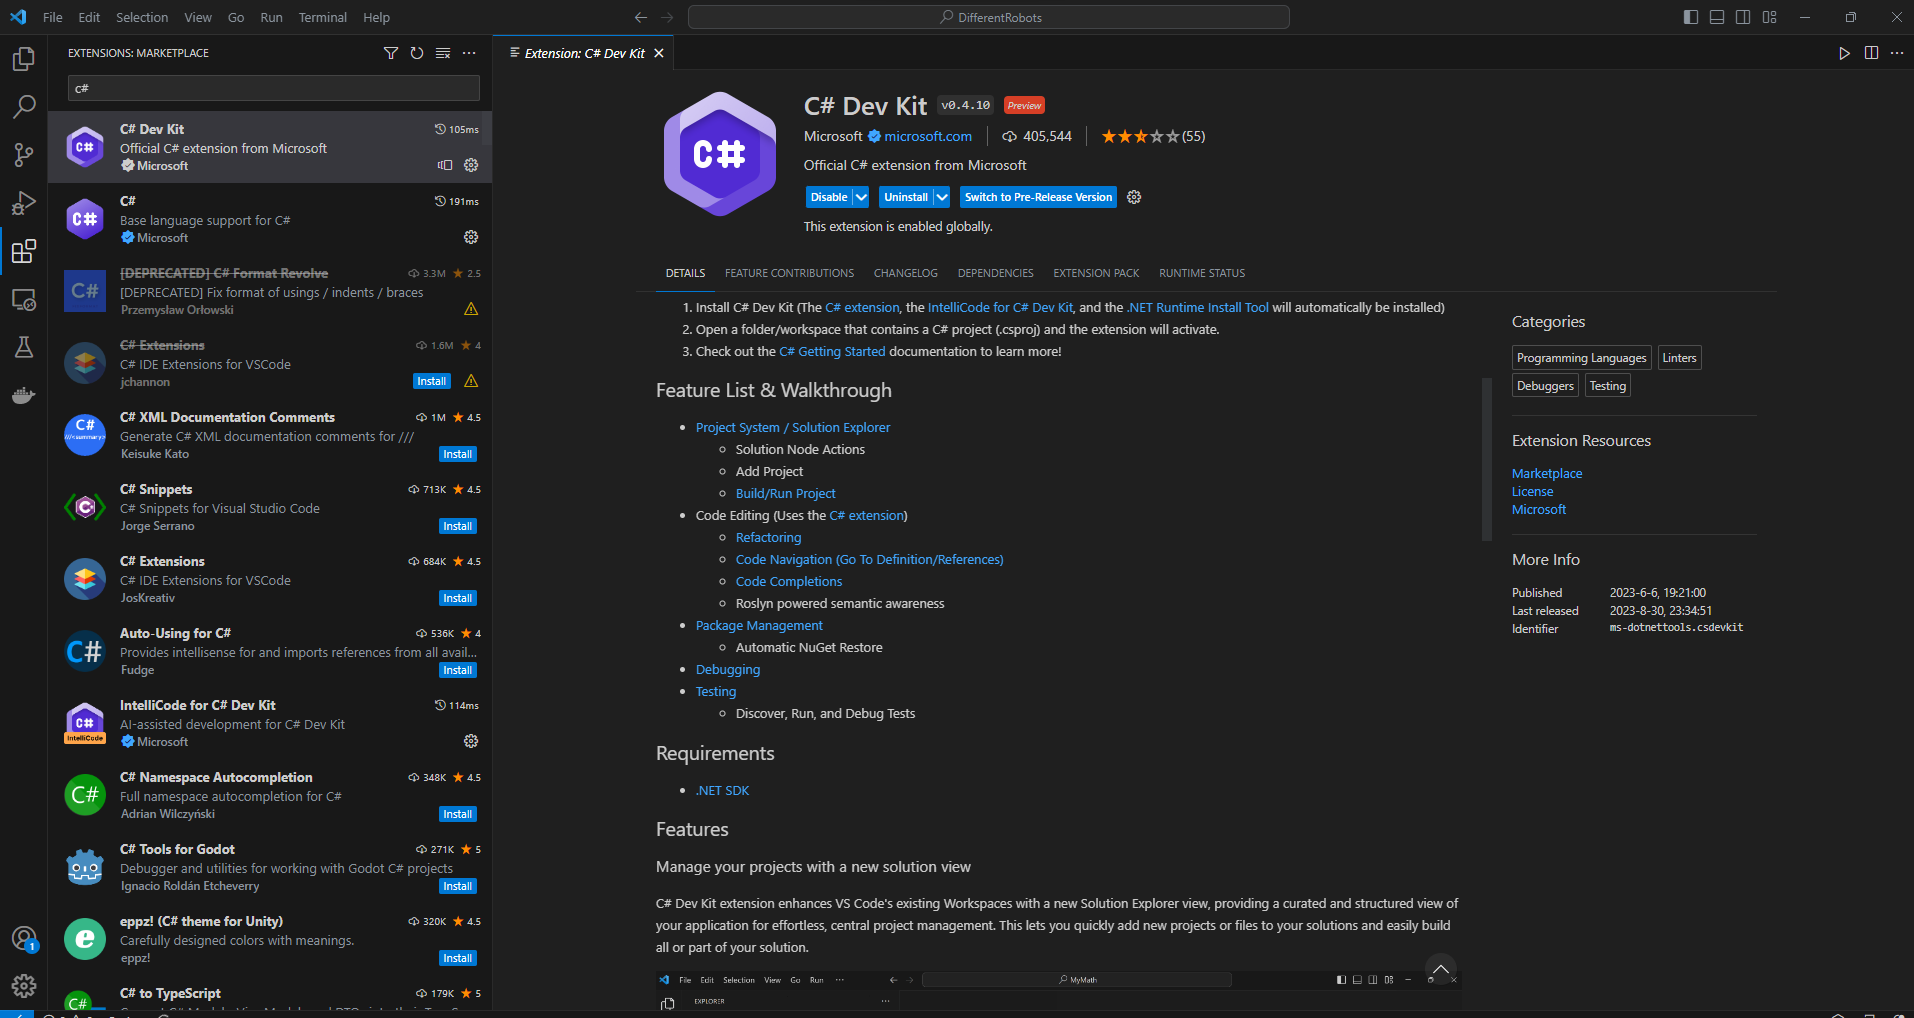 File Edit Selection View Go Run Terminal Help
DifferentRobots
EXTENSIONS: MARKETPLACE
c#
C# Dev Kit 105ms
Official C# extension from Microsoft
Microsoft
C# 191ms
Base language support for C#
Microsoft
[DEPRECATED] C# Format Revolve 3.3M 2.5
[DEPRECATED] Fix format of usings / indents / braces
Przemysław Orłowski
C# Extensions 1.6M 4
C# IDE Extensions for VSCode
jchannon Install
C# XML Documentation Comments 1M 4.5
Generate C# XML documentation comments for ///
Keisuke Kato Install
C# Snippets 713K 4.5
C# Snippets for Visual Studio Code
Jorge Serrano Install
C# Extensions 684K 4.5
C# IDE Extensions for VSCode
JosKreativ Install
Auto-Using for C# 536K 4
Provides intellisense for and imports references from all avail...
Fudge Install
IntelliCode for C# Dev Kit 114ms
AI-assisted development for C# Dev Kit
Microsoft
C# Namespace Autocompletion 348K 4.5
Full namespace autocompletion for C#
Adrian Wilczyński Install
C# Tools for Godot 271K 5
Debugger and utilities for working with Godot C# projects
Ignacio Roldán Etcheverry Install
eppz! (C# theme for Unity) 320K 4.5
Carefully designed colors with meanings.
eppz! Install
C# to TypeScript 179K 5
Extension: C# Dev Kit
C#
C# Dev Kit v0.4.10 Preview
Microsoft microsoft.com 405,544 (55)
Official C# extension from Microsoft
Disable Uninstall Switch to Pre-Release Version
This extension is enabled globally.
DETAILS FEATURE CONTRIBUTIONS CHANGELOG DEPENDENCIES EXTENSION PACK RUNTIME STATUS
1. Install C# Dev Kit (The C# extension, the IntelliCode for C# Dev Kit, and the .NET Runtime Install Tool will automatically be installed)
2. Open a folder/workspace that contains a C# project (.csproj) and the extension will activate.
3. Check out the C# Getting Started documentation to learn more!
Feature List & Walkthrough
• Project System / Solution Explorer
Solution Node Actions
Add Project
Build/Run Project
• Code Editing (Uses the C# extension)
Refactoring
Code Navigation (Go To Definition/References)
Code Completions
Roslyn powered semantic awareness
• Package Management
Automatic NuGet Restore
• Debugging
• Testing
Discover, Run, and Debug Tests
Requirements
• .NET SDK
Features
Manage your projects with a new solution view
C# Dev Kit extension enhances VS Code's existing Workspaces with a new Solution Explorer view, providing a curated and structured view of
your application for effortless, central project management. This lets you quickly add new projects or files to your solutions and easily build
all or part of your solution.
File Edit Selection View Go Run ··· MyMath
EXPLORER ···
Categories
Programming Languages Linters
Debuggers Testing
Extension Resources
Marketplace
License
Microsoft
More Info
Published 2023-6-6, 19:21:00
Last released 2023-8-30, 23:34:51
Identifier ms-dotnettools.csdevkit